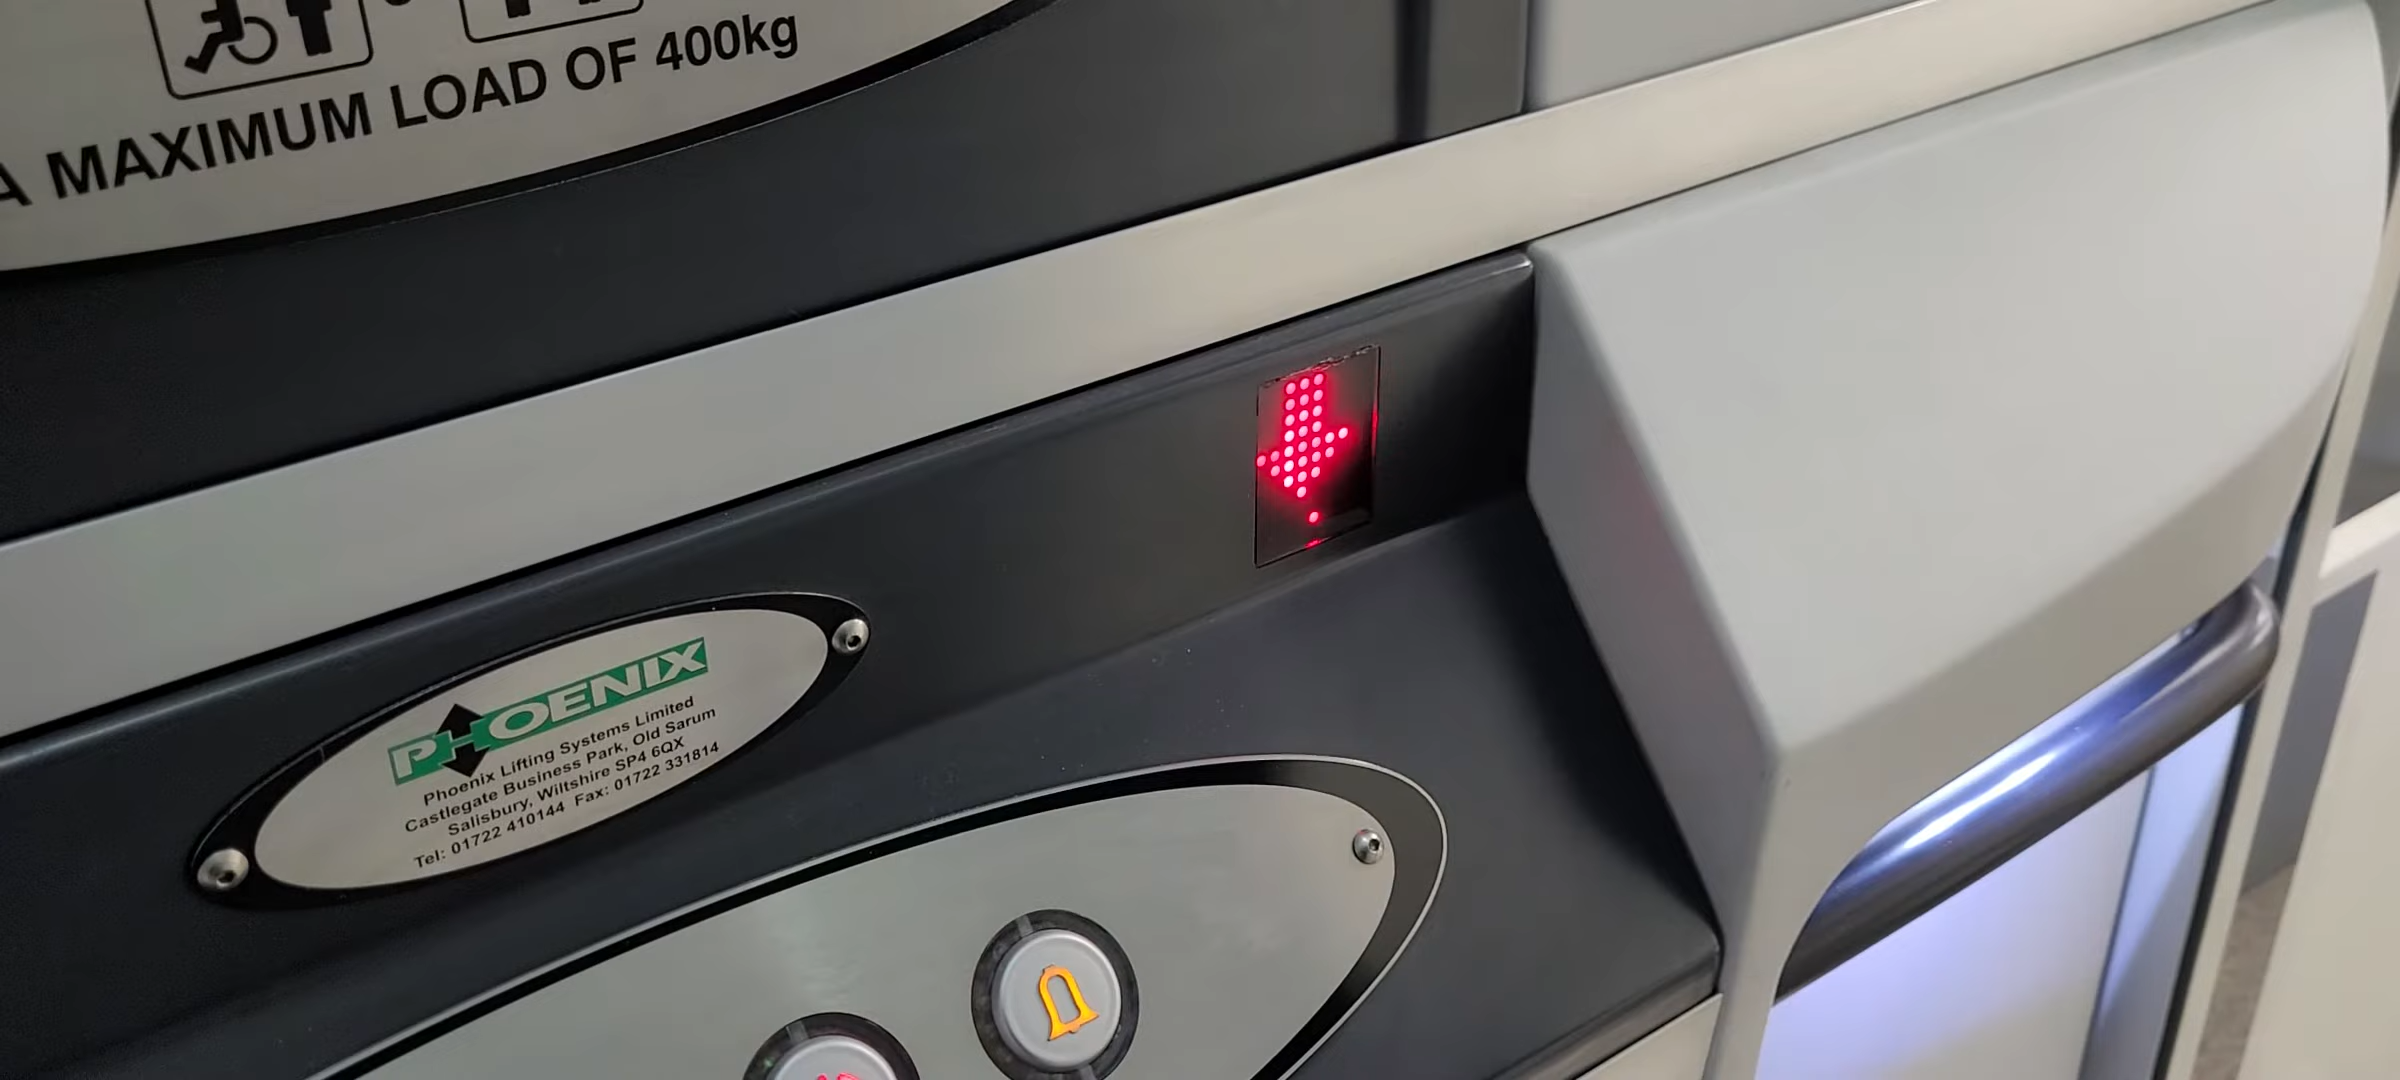 A MAXIMUM LOAD OF 400kg
PHOENIX
Phoenix Lifting Systems Limited
Castlegate Business Park, Old Sarum
Salisbury, Wiltshire SP4 6QX
Tel: 01722 410144 Fax: 01722 331814